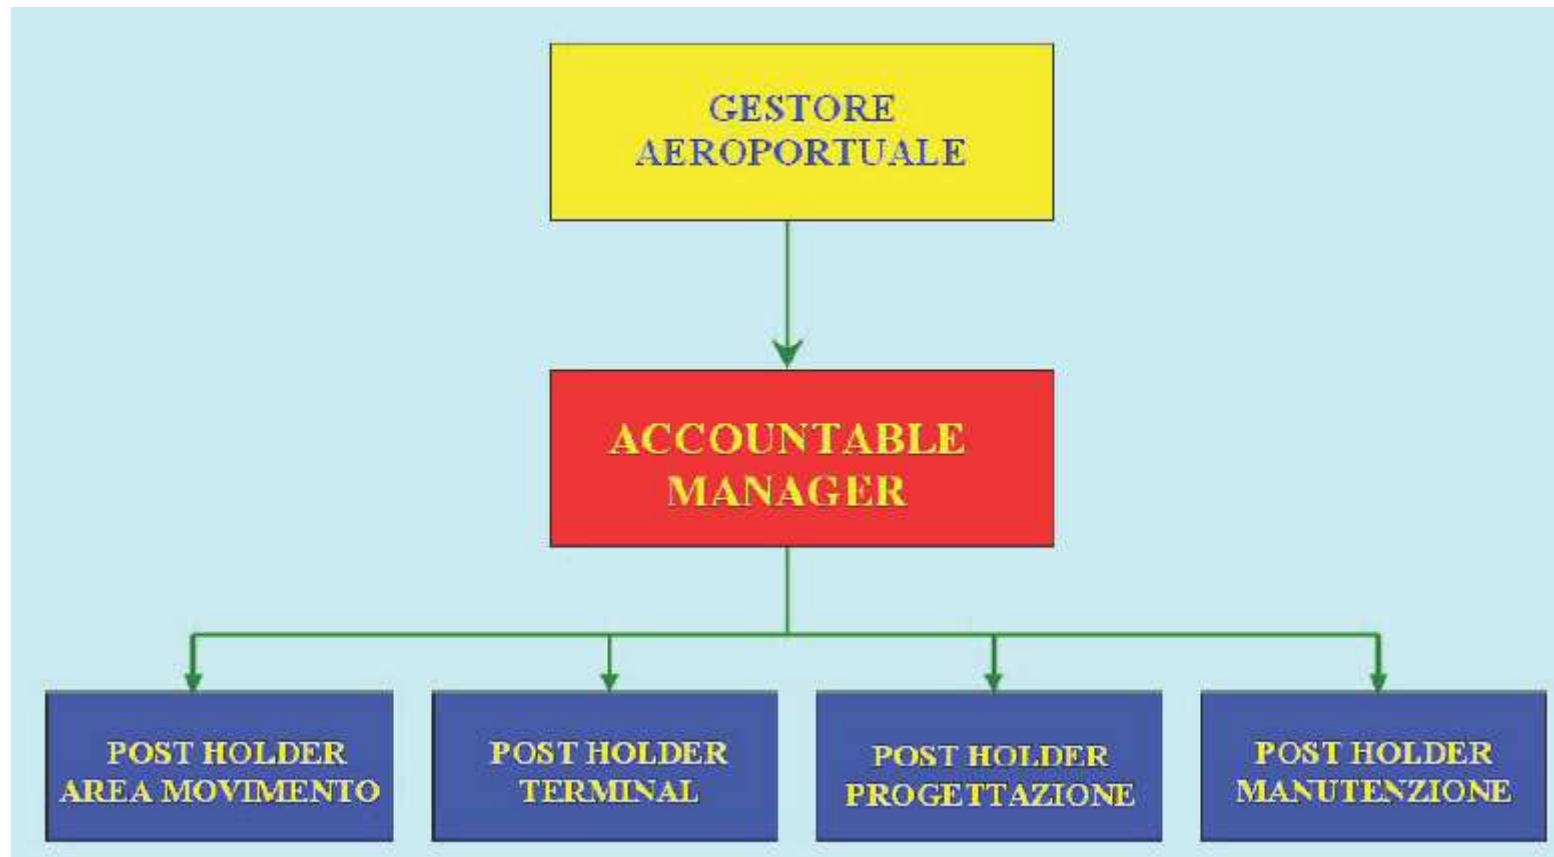 GESTORE
AEROPORTUALE
ACCOUNTABLE
MANAGER
POST HOLDER
AREA MOVIMENTO
POST HOLDER
TERMINAL
POST HOLDER
PROGETTAZIONE
POST HOLDER
MANUTENZIONE